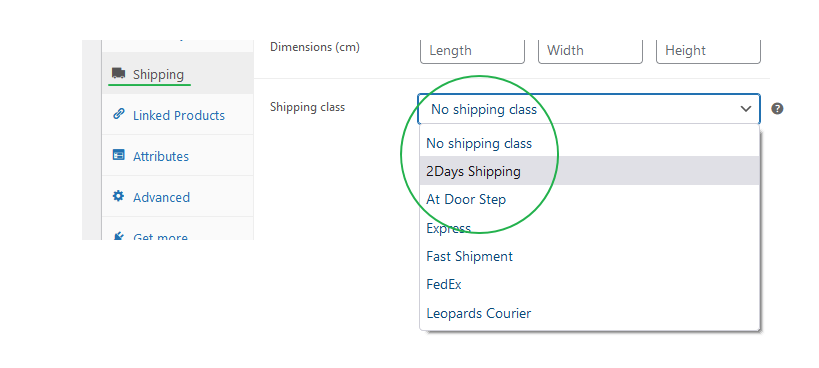 Dimensions (cm)
Length
Width
Height
Shipping
Shipping class
No shipping class
Linked Products
No shipping class
Attributes
2Days Shipping
Advanced
At Door Step
Get more
Express
Fast Shipment
FedEx
Leopards Courier